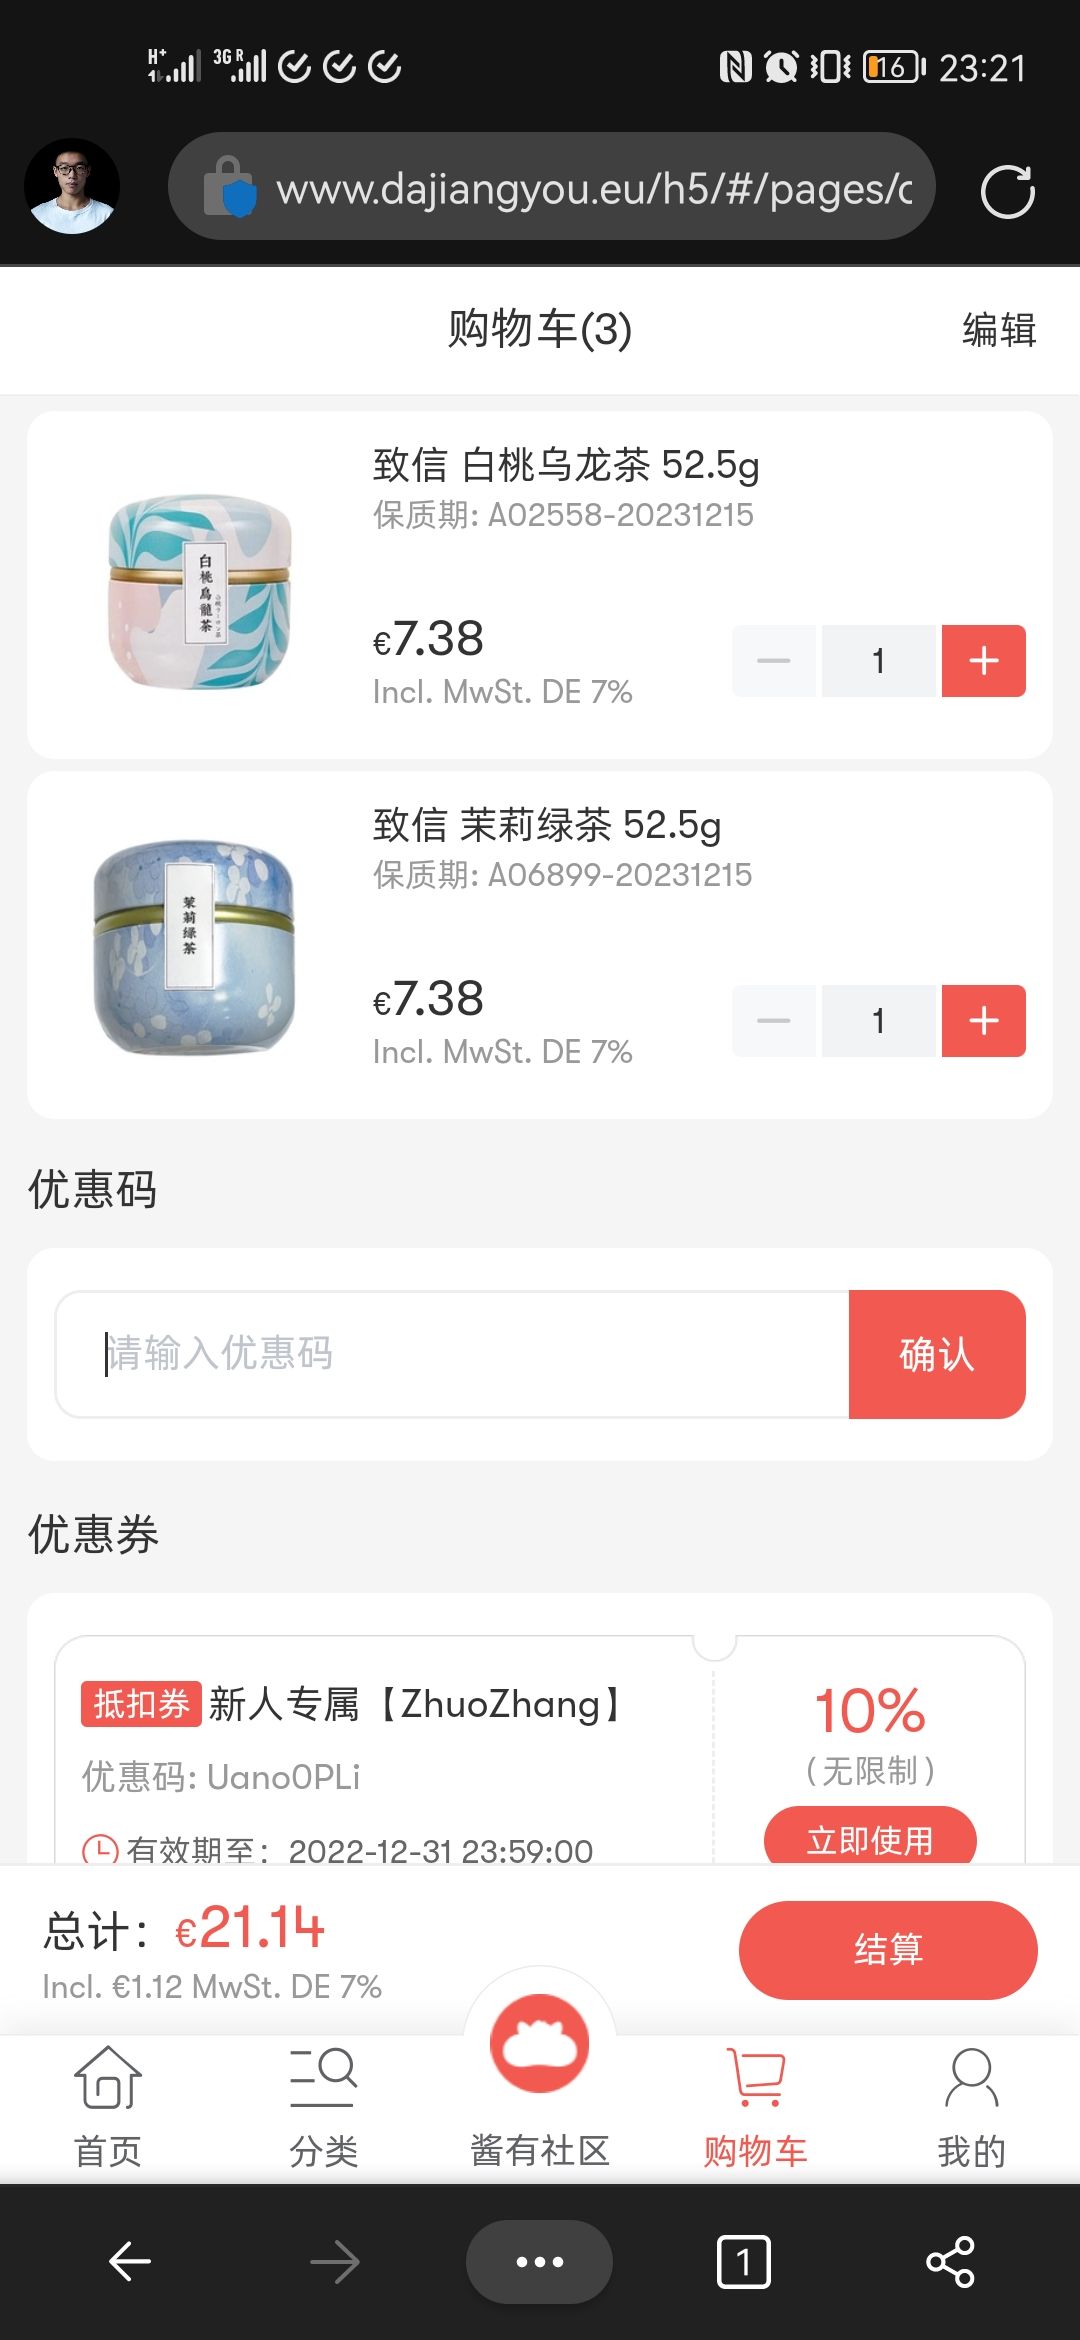 H+ 3G R 16 23:21
www.dajiangyou.eu/h5/#/pages/c
购物车(3) 编辑
致信 白桃乌龙茶 52.5g
保质期: A02558-20231215
白桃烏龍茶
€7.38
Incl. MwSt. DE 7%
1
致信 茉莉绿茶 52.5g
保质期: A06899-20231215
茉莉绿茶
€7.38
Incl. MwSt. DE 7%
1
优惠码
请输入优惠码 确认
优惠券
抵扣券 新人专属【ZhuoZhang】
10%
优惠码: Uano0PLi
（无限制）
有效期至：2022-12-31 23:59:00
立即使用
总计：€21.14
结算
Incl. €1.12 MwSt. DE 7%
首页 分类 酱有社区 购物车 我的
1